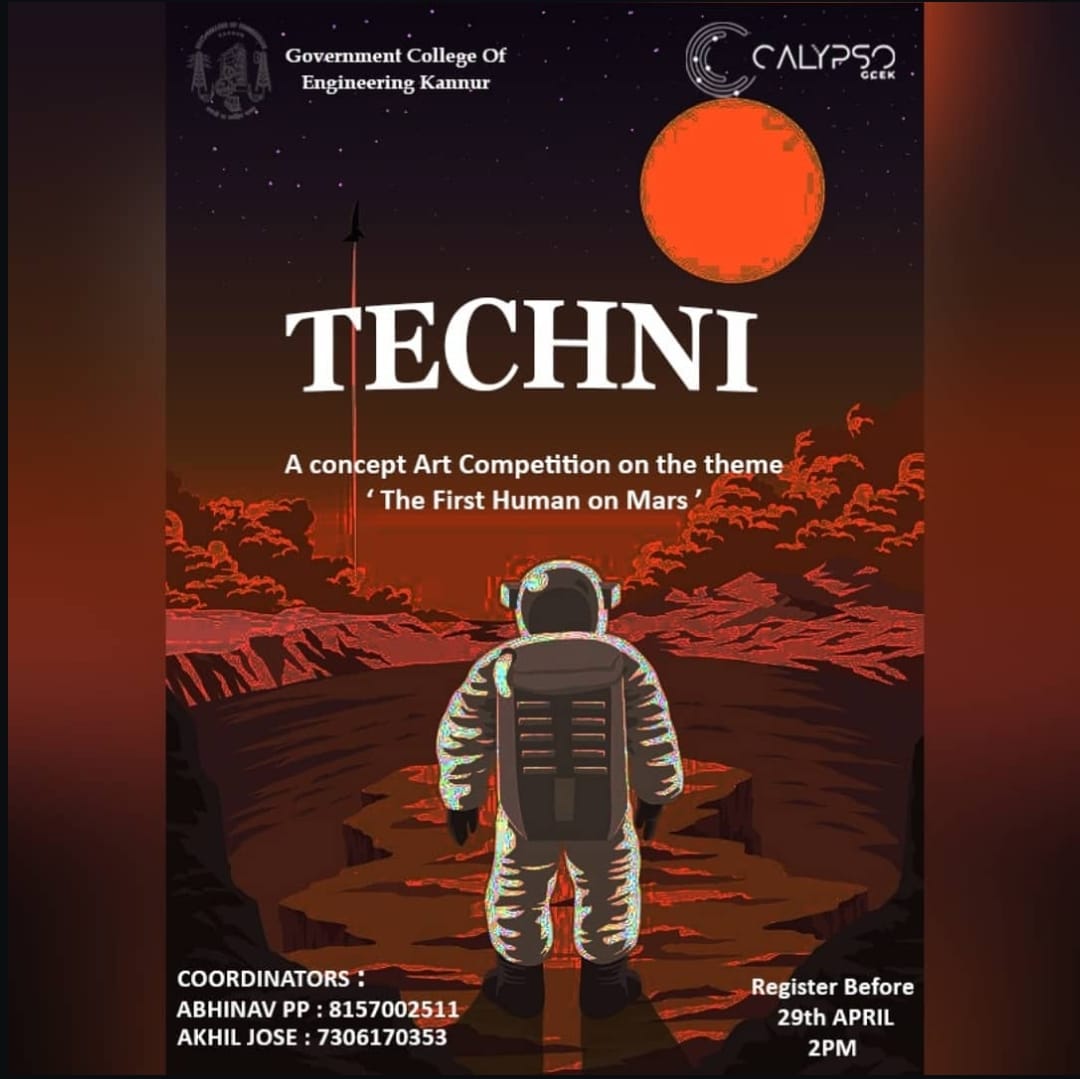 Government College Of
Engineering Kannur
CALYPSO
GCEK
TECHNI
A concept Art Competition on the theme
‘ The First Human on Mars ’
COORDINATORS :
ABHINAV PP : 8157002511
AKHIL JOSE : 7306170353
Register Before
29th APRIL
2PM